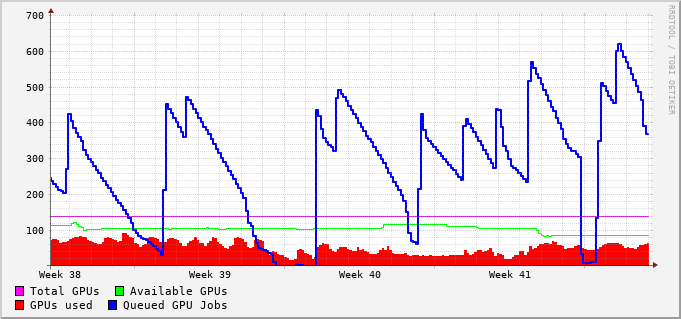 700
600
500
400
300
200
100
Week 38 Week 39 Week 40 Week 41
Total GPUs Available GPUs
GPUs used Queued GPU Jobs
RRDTOOL / TOBI OETIKER